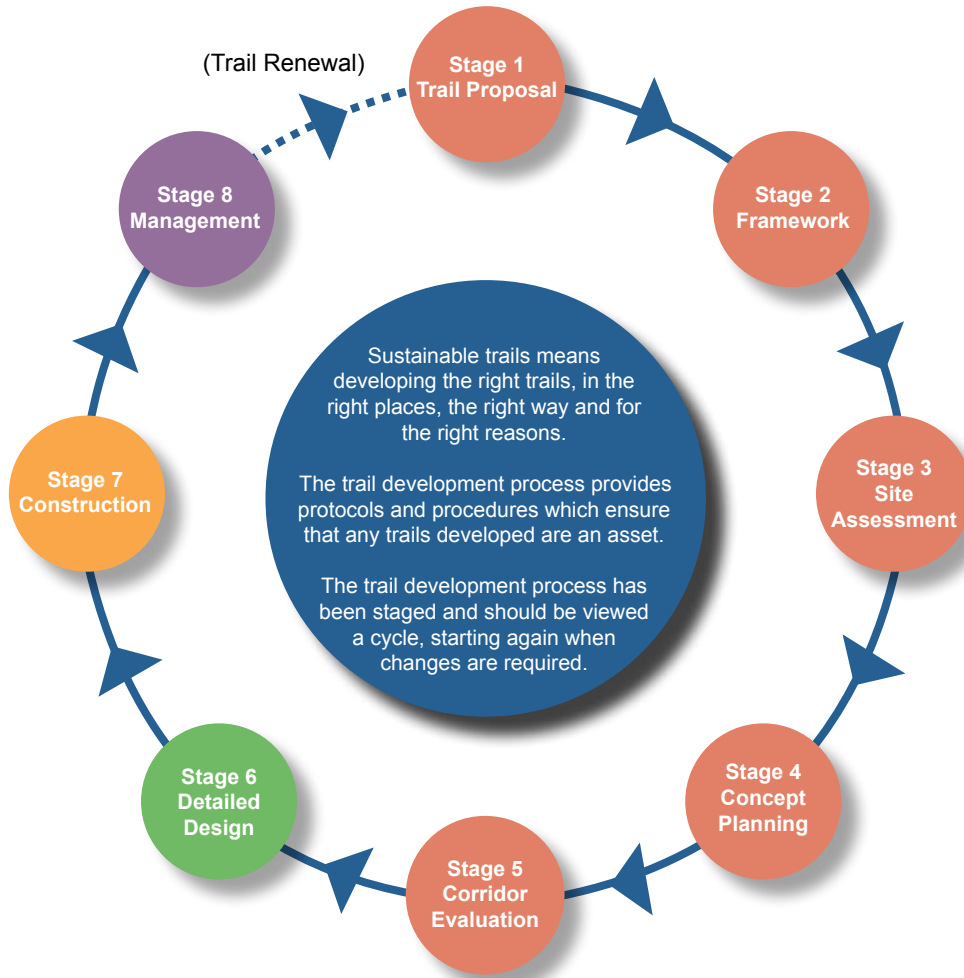 (Trail Renewal)
Stage 1
Trail Proposal
Stage 2
Framework
Stage 3
Site
Assessment
Stage 4
Concept
Planning
Stage 5
Corridor
Evaluation
Stage 6
Detailed
Design
Stage 7
Construction
Stage 8
Management
Sustainable trails means
developing the right trails, in the
right places, the right way and for
the right reasons.
The trail development process provides
protocols and procedures which ensure
that any trails developed are an asset.
The trail development process has
been staged and should be viewed
a cycle, starting again when
changes are required.